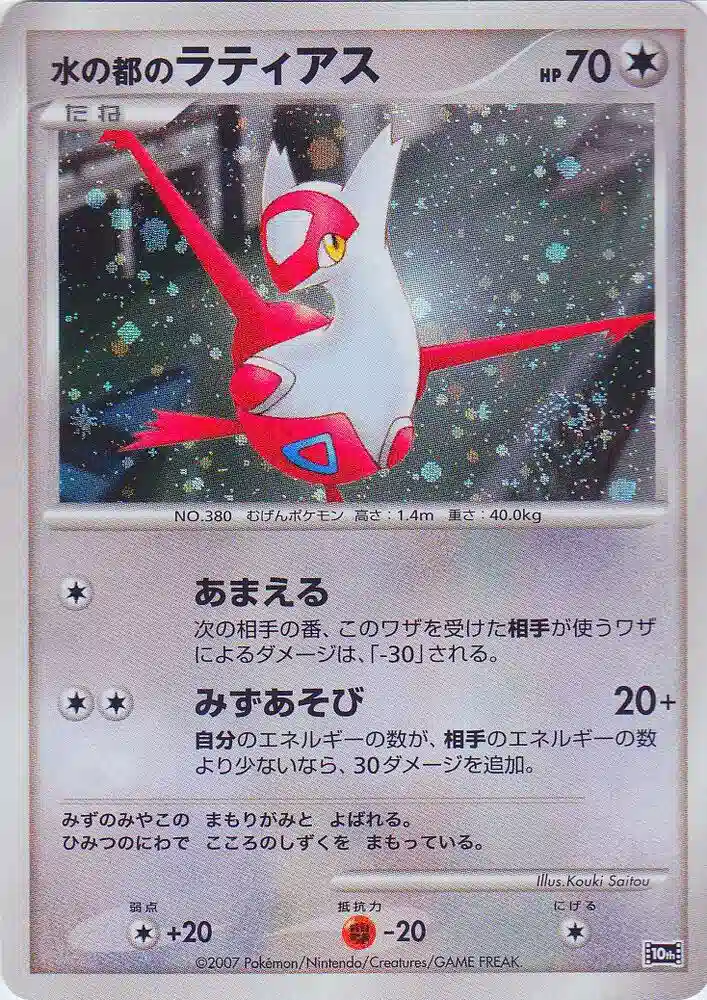 水の都のラティアス HP70
たね
NO.380 むげんポケモン 高さ:1.4m 重さ:40.0kg
あまえる
次の相手の番、このワザを受けた相手が使うワザ
によるダメージは、「-30」される。
みずあそび 20+
自分のエネルギーの数が、相手のエネルギーの数
より少ないなら、30ダメージを追加。
みずのみやこの まもりがみと よばれる。
ひみつのにわで こころのしずくを まもっている。
Illus.Kouki Saitou
弱点 抵抗力 にげる
+20 -20
©2007 Pokémon/Nintendo/Creatures/GAME FREAK.
10th